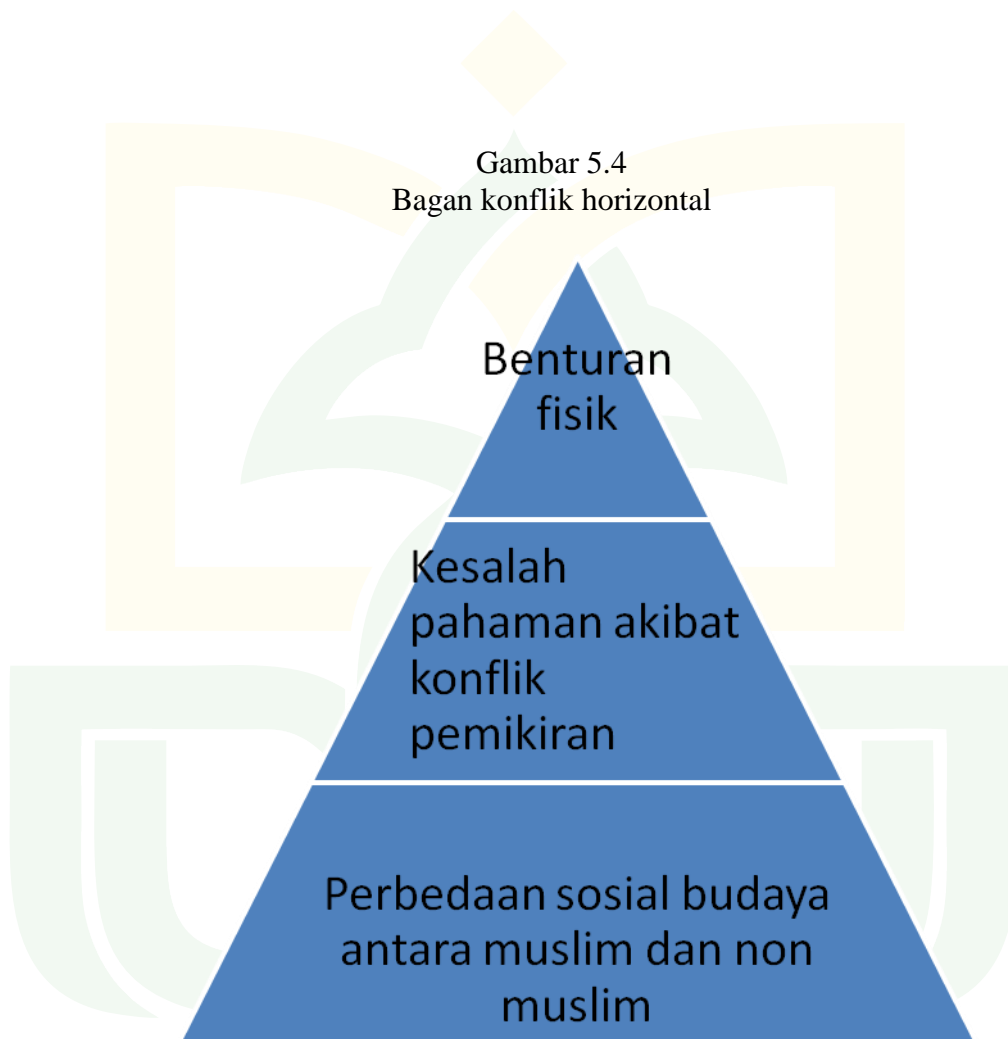 Gambar 5.4
Bagan konflik horizontal
Benturan
fisik
Kesalah
pahaman akibat
konflik
pemikiran
Perbedaan sosial budaya
antara muslim dan non
muslim